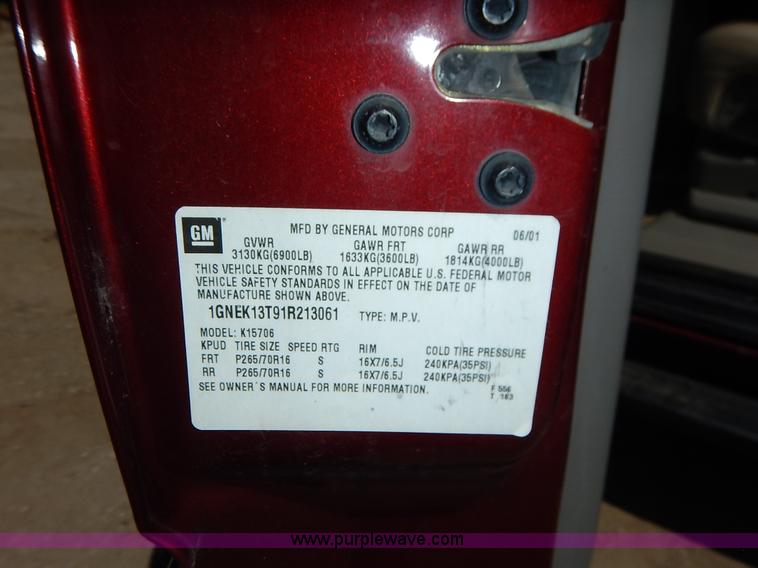 GM
MFD BY GENERAL MOTORS CORP 06/01
GVWR GAWR FRT GAWR RR
3130KG(6900LB) 1633KG(3600LB) 1814KG(4000LB)
THIS VEHICLE CONFORMS TO ALL APPLICABLE U.S. FEDERAL MOTOR
VEHICLE SAFETY STANDARDS IN EFFECT ON THE DATE OF
MANUFACTURE SHOWN ABOVE.
1GNEK13T91R213061 TYPE: M.P.V.
MODEL: K15706
KPUD TIRE SIZE SPEED RTG RIM COLD TIRE PRESSURE
FRT P265/70R16 S 16X7/6.5J 240KPA(35PSI)
RR P265/70R16 S 16X7/6.5J 240KPA(35PSI)
SEE OWNER'S MANUAL FOR MORE INFORMATION. F 556
T 183
www.purplewave.com